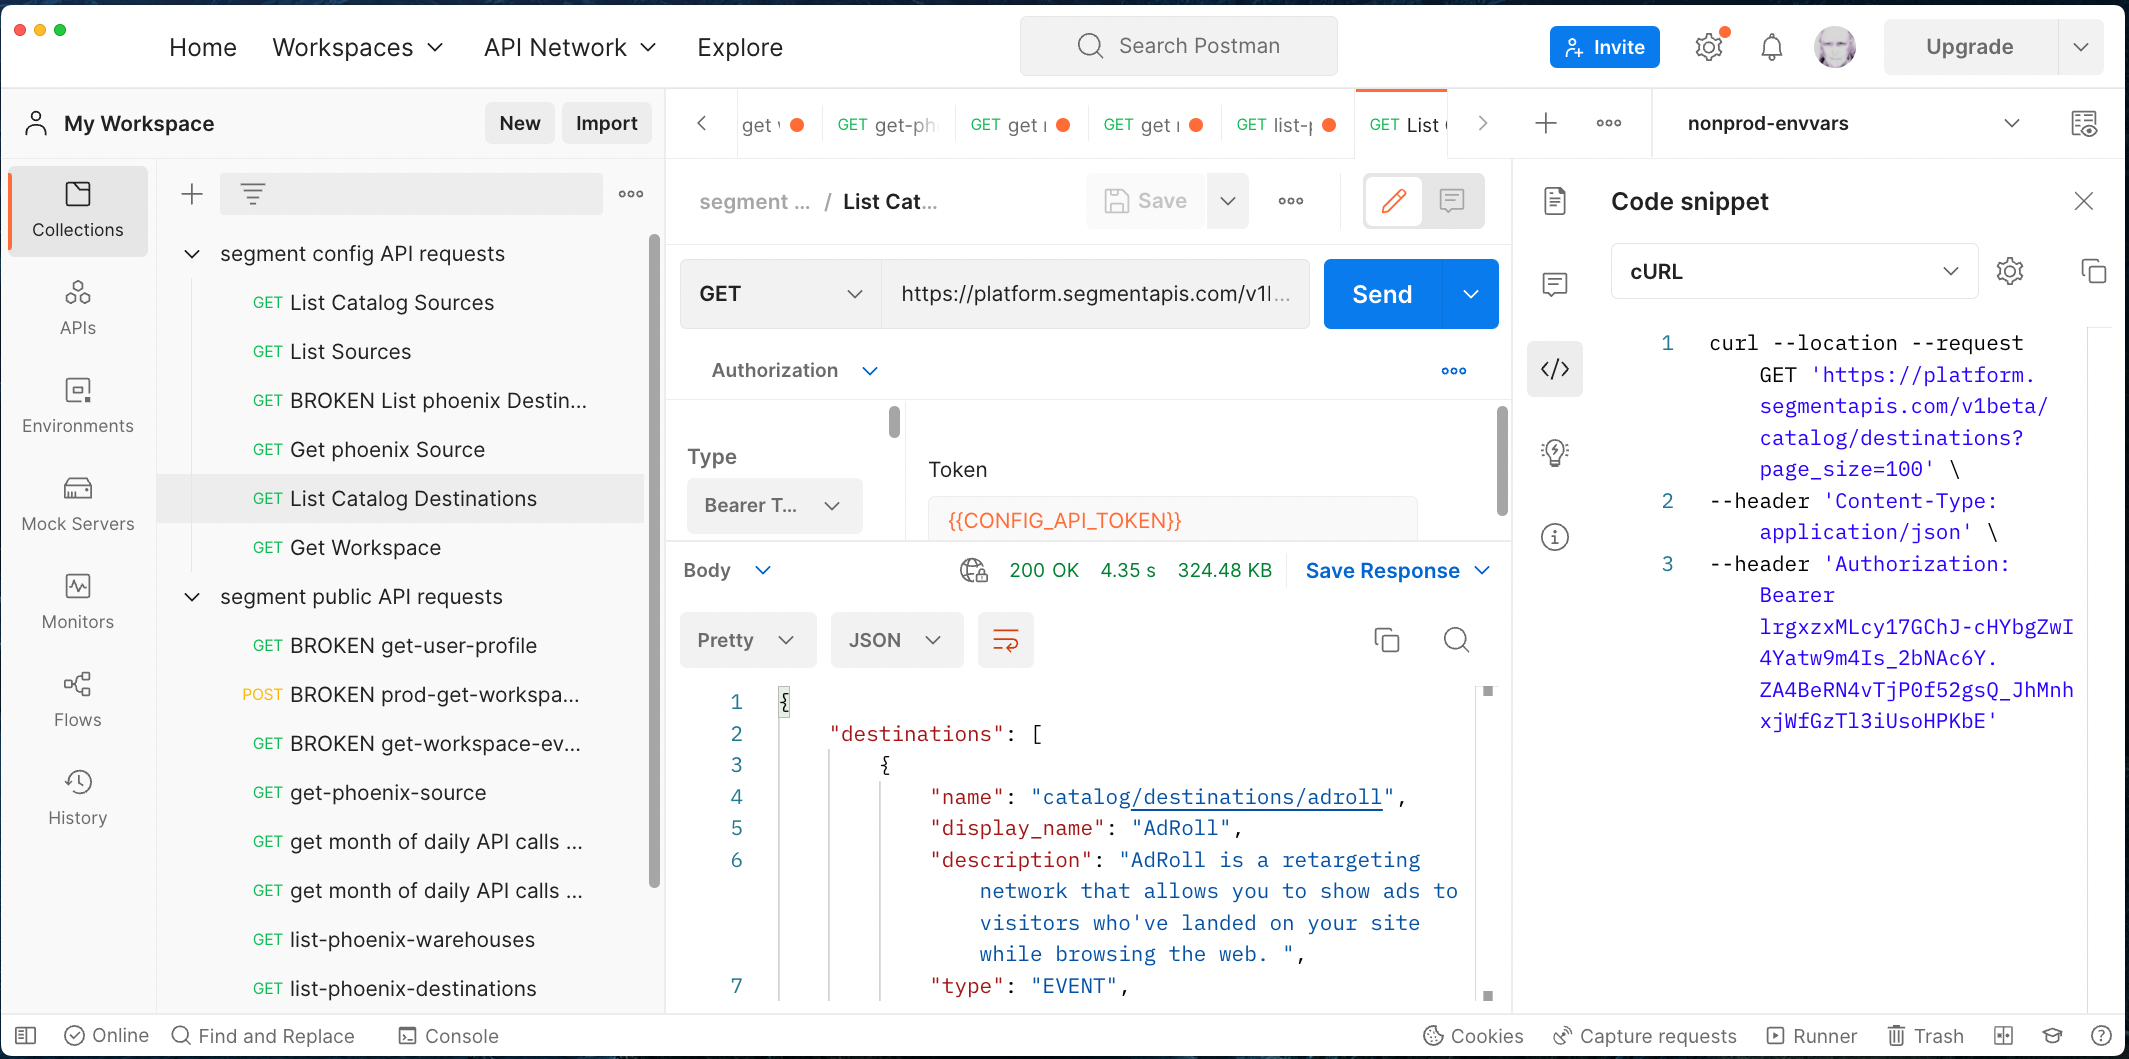 Home Workspaces API Network Explore Search Postman Invite Upgrade
My Workspace New Import
get GET get-ph GET get GET get GET list-p GET List nonprod-envvars
Collections
APIs
Environments
Mock Servers
Monitors
Flows
History
segment config API requests
GET List Catalog Sources
GET List Sources
GET BROKEN List phoenix Destin...
GET Get phoenix Source
GET List Catalog Destinations
GET Get Workspace
segment public API requests
GET BROKEN get-user-profile
POST BROKEN prod-get-workspa...
GET BROKEN get-workspace-ev...
GET get-phoenix-source
GET get month of daily API calls ...
GET get month of daily API calls ...
GET list-phoenix-warehouses
GET list-phoenix-destinations
segment ... / List Cat... Save
GET https://platform.segmentapis.com/v1l... Send
Authorization
Type
Bearer T...
Token
{{CONFIG_API_TOKEN}}
Body 200 OK 4.35 s 324.48 KB Save Response
Pretty JSON
1 {
2 "destinations": [
3 {
4 "name": "catalog/destinations/adroll",
5 "display_name": "AdRoll",
6 "description": "AdRoll is a retargeting
network that allows you to show ads to
visitors who've landed on your site
while browsing the web. ",
7 "type": "EVENT",
Code snippet
cURL
1 curl --location --request
GET 'https://platform.
segmentapis.com/v1beta/
catalog/destinations?
page_size=100' \
2 --header 'Content-Type:
application/json' \
3 --header 'Authorization:
Bearer
lrgxzxMLcy17GChJ-cHYbgZwI
4Yatw9m4Is_2bNAc6Y.
ZA4BeRN4vTjP0f52gsQ_JhMnh
xjWfGzTl3iUsoHPKbE'
Online Find and Replace Console Cookies Capture requests Runner Trash